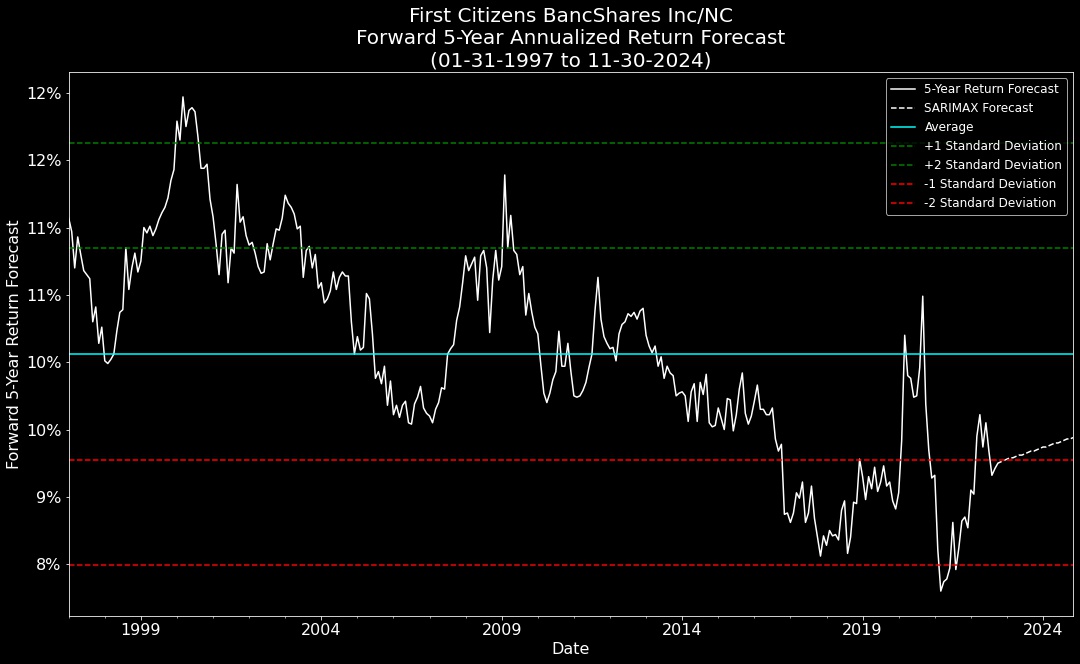 First Citizens BancShares Inc/NC
Forward 5-Year Annualized Return Forecast
(01-31-1997 to 11-30-2024)
5-Year Return Forecast
SARIMAX Forecast
Average
+1 Standard Deviation
+2 Standard Deviation
-1 Standard Deviation
-2 Standard Deviation
Forward 5-Year Return Forecast
12%
12%
11%
11%
10%
10%
9%
8%
1999
2004
2009
2014
2019
2024
Date